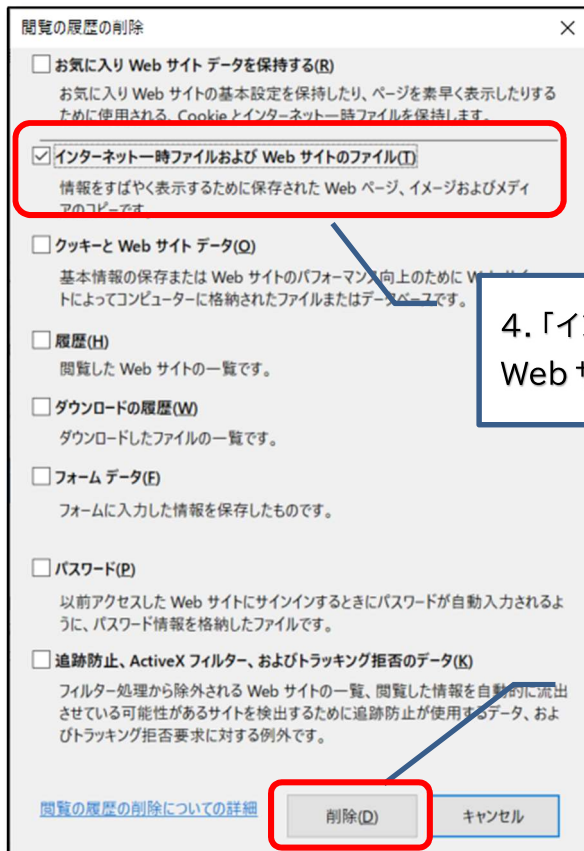 閲覧の履歴の削除
お気に入り Web サイト データを保持する(R)
お気に入り Web サイトの基本設定を保持したり、ページを素早く表示したりする
ために使用される、Cookie とインターネット一時ファイルを保持します。
インターネット一時ファイルおよび Web サイトのファイル(T)
情報をすばやく表示するために保存された Web ページ、イメージおよびメディ
アのコピーです。
クッキーと Web サイト データ(O)
基本情報の保存または Web サイトのパフォーマンス向上のために
トによってコンピューターに格納されたファイルまたはデータベースです。
4.「イ
Web
履歴(H)
閲覧した Web サイトの一覧です。
ダウンロードの履歴(W)
ダウンロードしたファイルの一覧です。
フォーム データ(F)
フォームに入力した情報を保存したものです。
パスワード(P)
以前アクセスした Web サイトにサインインするときにパスワードが自動入力されるよ
うに、パスワード情報を格納したファイルです。
追跡防止、ActiveX フィルター、およびトラッキング拒否のデータ(K)
フィルター処理から除外される Web サイトの一覧、閲覧した情報を自動的に流出
させている可能性があるサイトを検出するために追跡防止が使用するデータ、およ
びトラッキング拒否要求に対する例外です。
閲覧の履歴の削除についての詳細
削除(D)
キャンセル